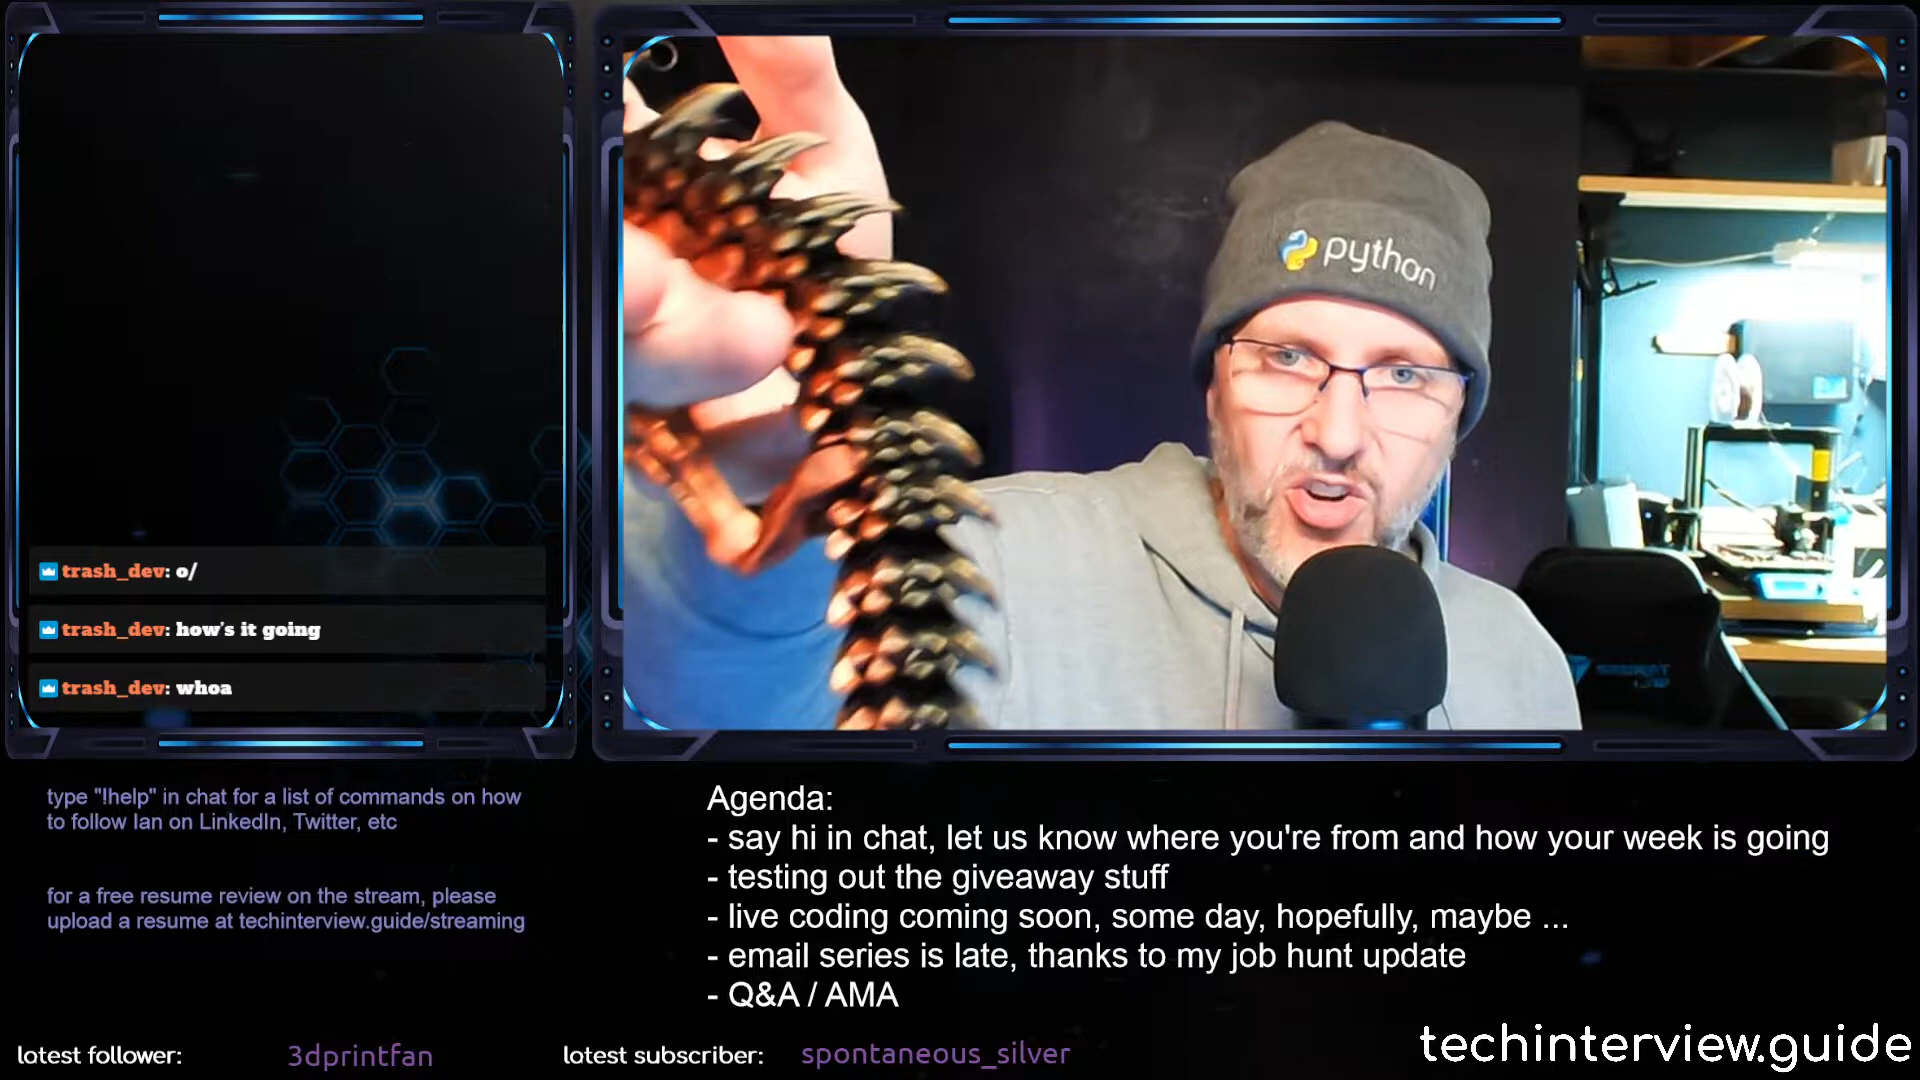 python
trash_dev: o/
trash_dev: how's it going
trash_dev: whoa
type "!help" in chat for a list of commands on how
to follow Ian on LinkedIn, Twitter, etc
for a free resume review on the stream, please
upload a resume at techinterview.guide/streaming
Agenda:
- say hi in chat, let us know where you're from and how your week is going
- testing out the giveaway stuff
- live coding coming soon, some day, hopefully, maybe ...
- email series is late, thanks to my job hunt update
- Q&A / AMA
latest follower: 3dprintfan
latest subscriber: spontaneous_silver
techinterview.guide